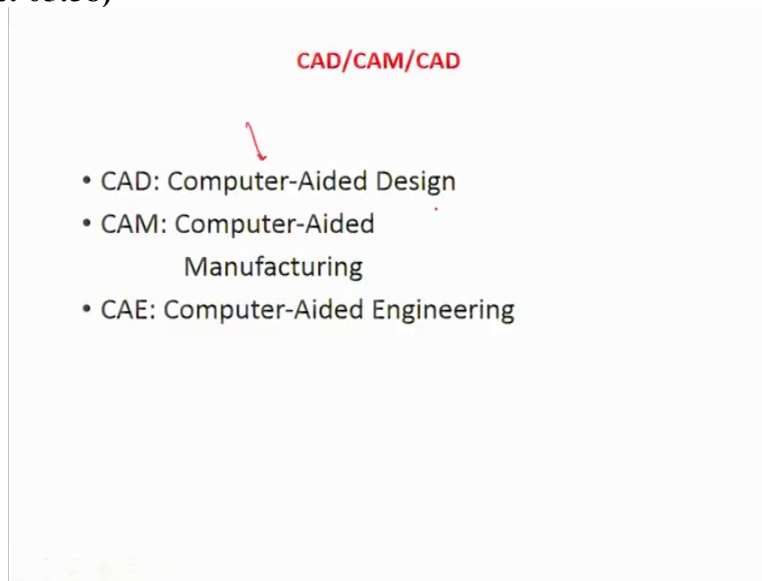 CAD/CAM/CAD
• CAD: Computer-Aided Design
• CAM: Computer-Aided
Manufacturing
• CAE: Computer-Aided Engineering